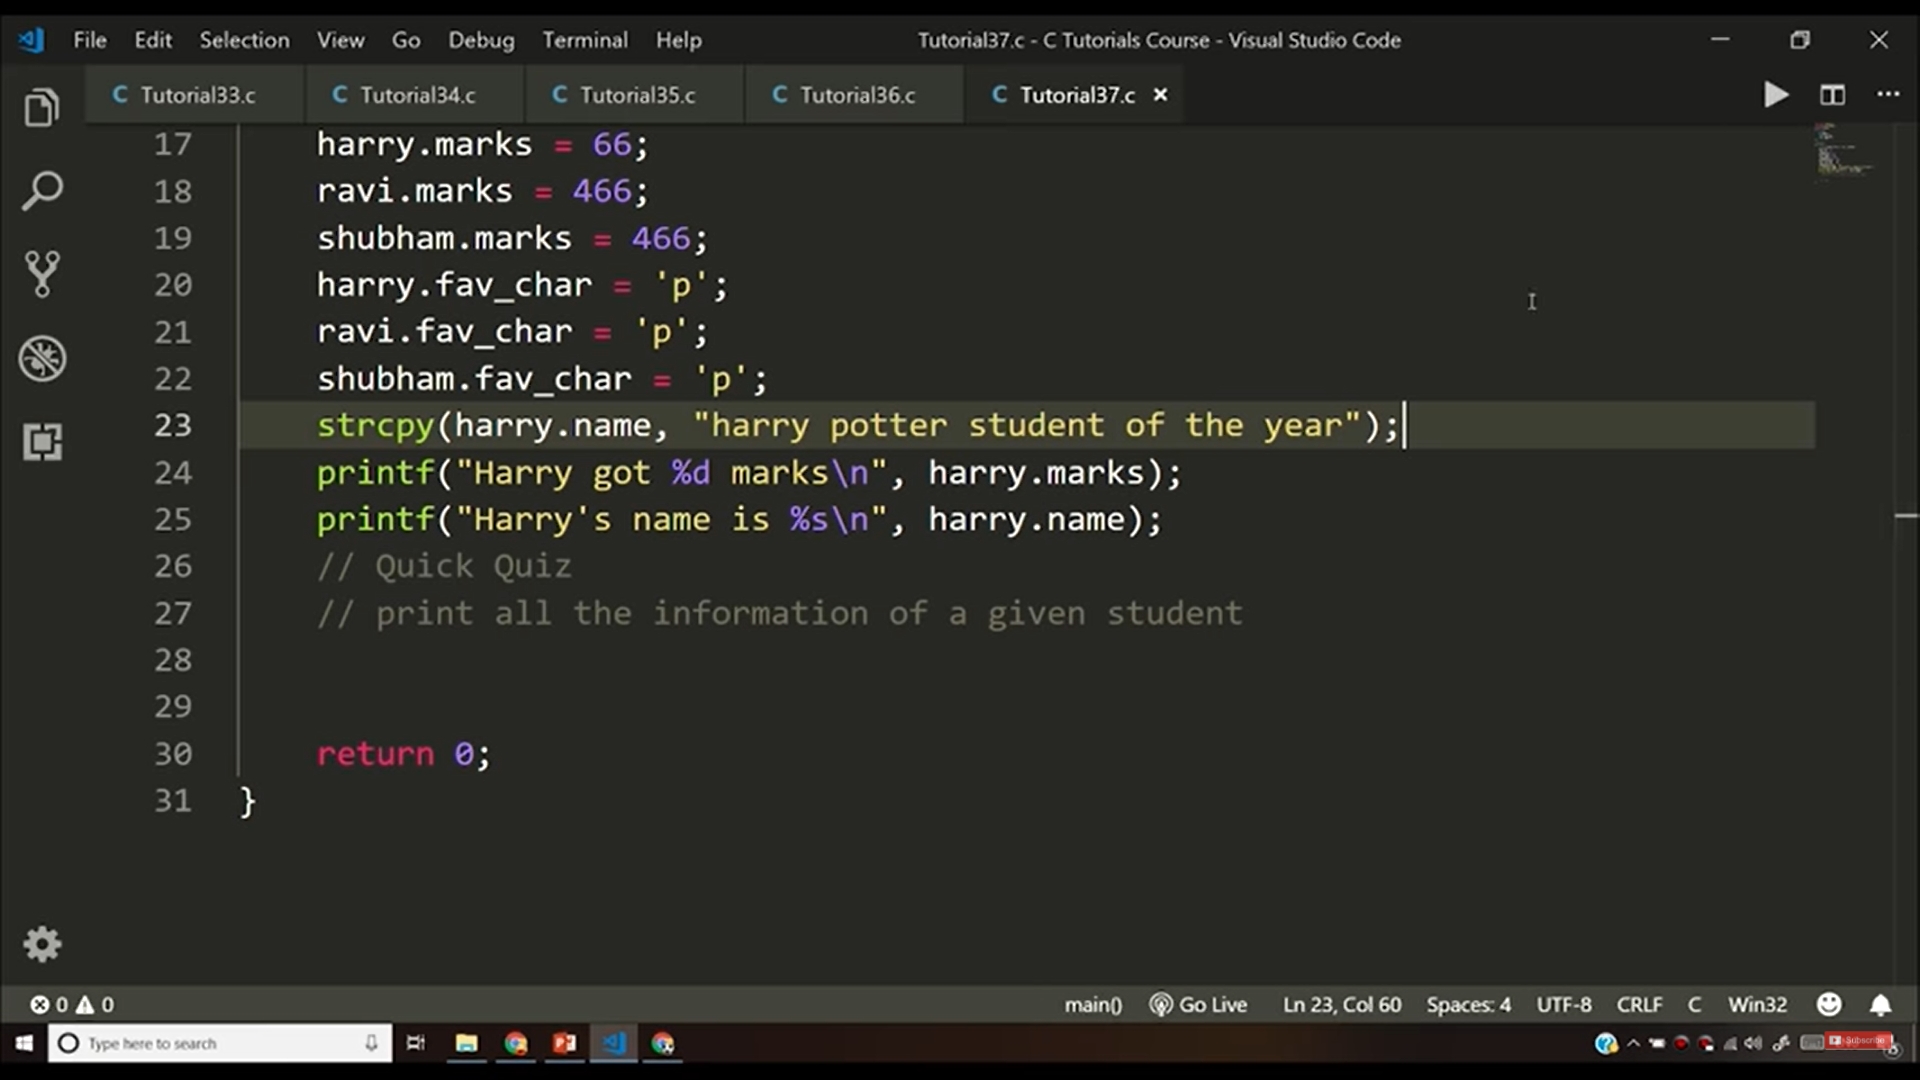 File Edit Selection View Go Debug Terminal Help Tutorial37.c - C Tutorials Course - Visual Studio Code
C Tutorial33.c C Tutorial34.c C Tutorial35.c C Tutorial36.c C Tutorial37.c
17 harry.marks = 66;
18 ravi.marks = 466;
19 shubham.marks = 466;
20 harry.fav_char = 'p';
21 ravi.fav_char = 'p';
22 shubham.fav_char = 'p';
23 strcpy(harry.name, "harry potter student of the year");
24 printf("Harry got %d marks\n", harry.marks);
25 printf("Harry's name is %s\n", harry.name);
26 // Quick Quiz
27 // print all the information of a given student
28
29
30 return 0;
31 }
0 0 main() Go Live Ln 23, Col 60 Spaces: 4 UTF-8 CRLF C Win32
Type here to search Subscribe